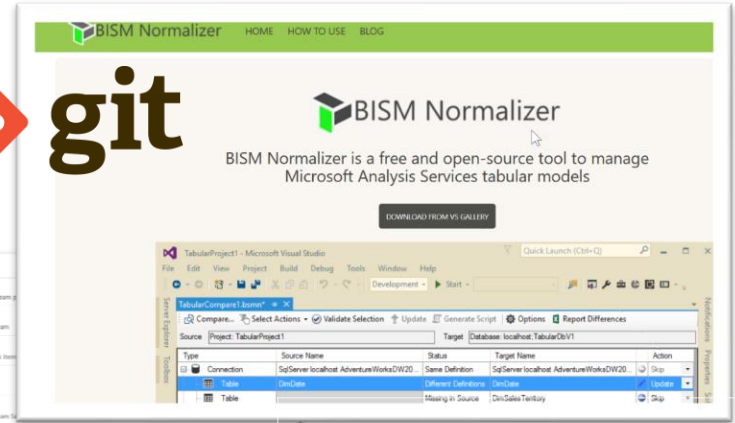 BISM Normalizer HOME HOW TO USE BLOG
git
BISM Normalizer
BISM Normalizer is a free and open-source tool to manage
Microsoft Analysis Services tabular models
DOWNLOAD FROM VS GALLERY
TabularProject1 - Microsoft Visual Studio Quick Launch (Ctrl+Q)
File Edit View Project Build Debug Tools Window Help
Development Start
Server Explorer
Toolbox
Notifications
Properties
TabularCompare1.bsmn*
Compare... Select Actions Validate Selection Update Generate Script Options Report Differences
Source Project: TabularProject1 Target Database: localhost;TabularDbV1
Type Source Name Status Target Name Action
Connection SqlServer localhost AdventureWorksDW20... Same Definition SqlServer localhost AdventureWorksDW20... Skip
Table DimDate Different Definitions DimDate Update
Table Missing in Source DimSalesTerritory Skip